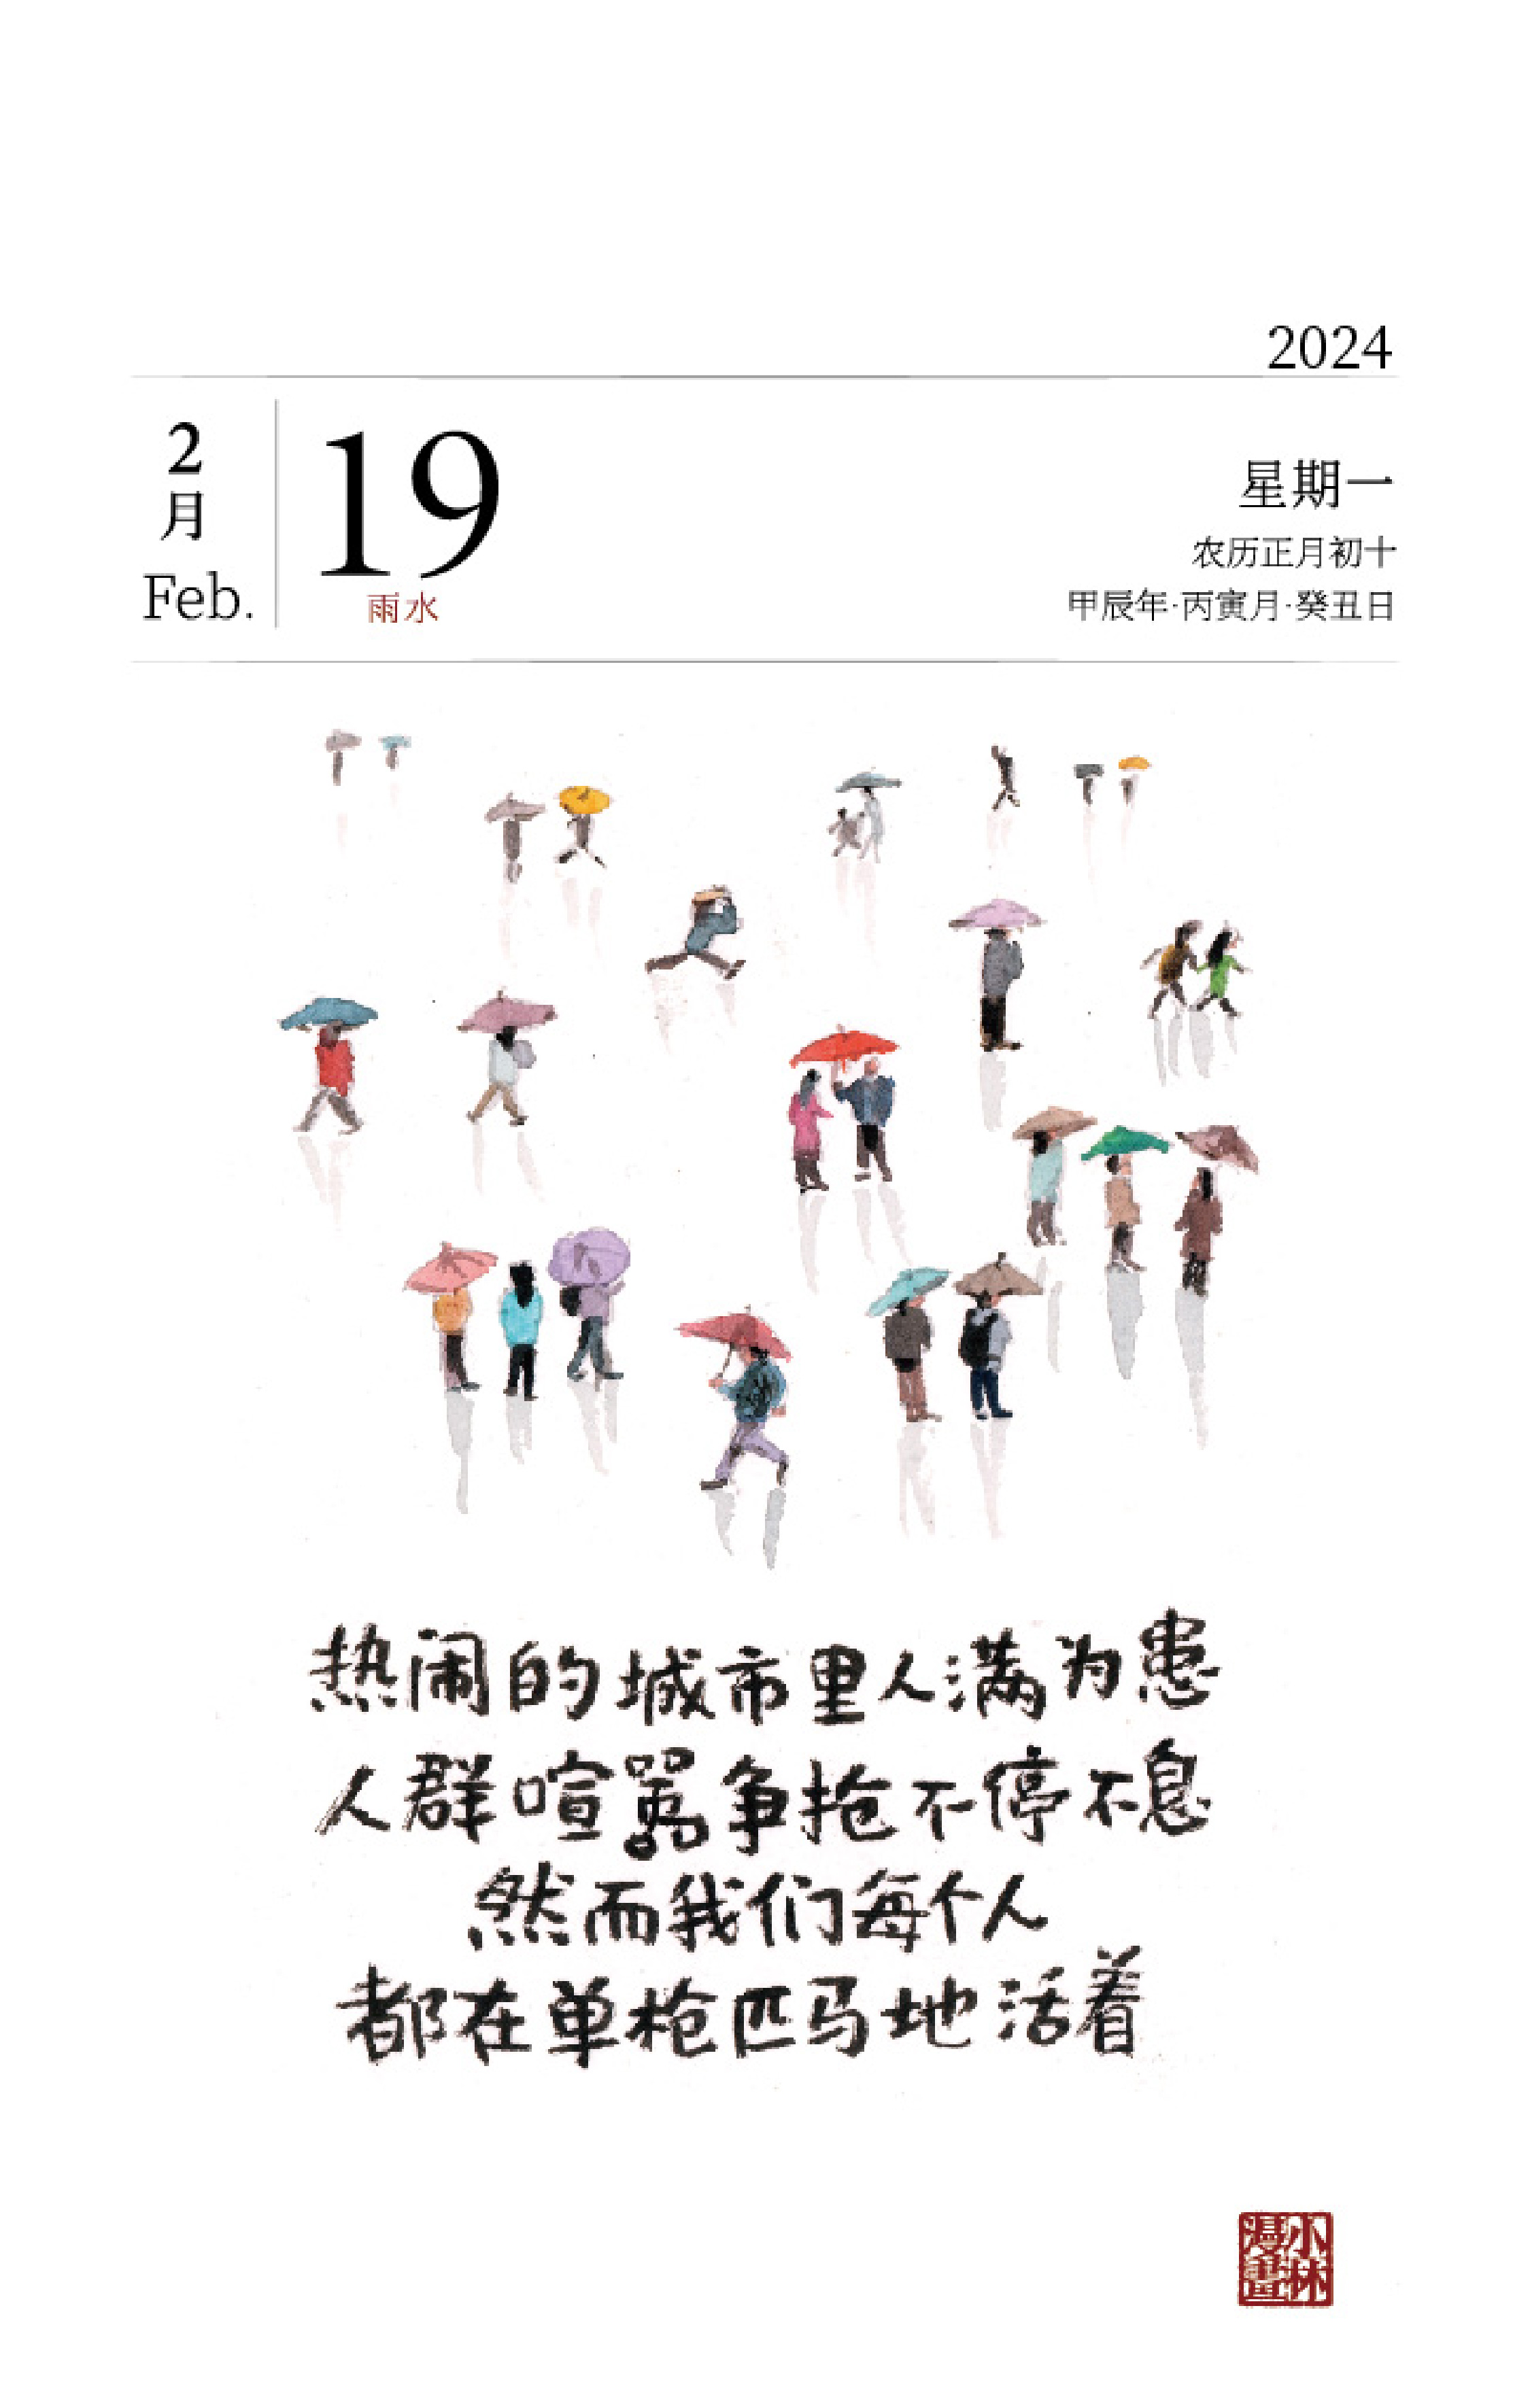 2024
2
月
Feb.
19
雨水
星期一
农历正月初十
甲辰年·丙寅月·癸丑日
热闹的城市里人满为患
人群喧嚣争抢不停不息
然而我们每个人
都在单枪匹马地活着
小林
漫画